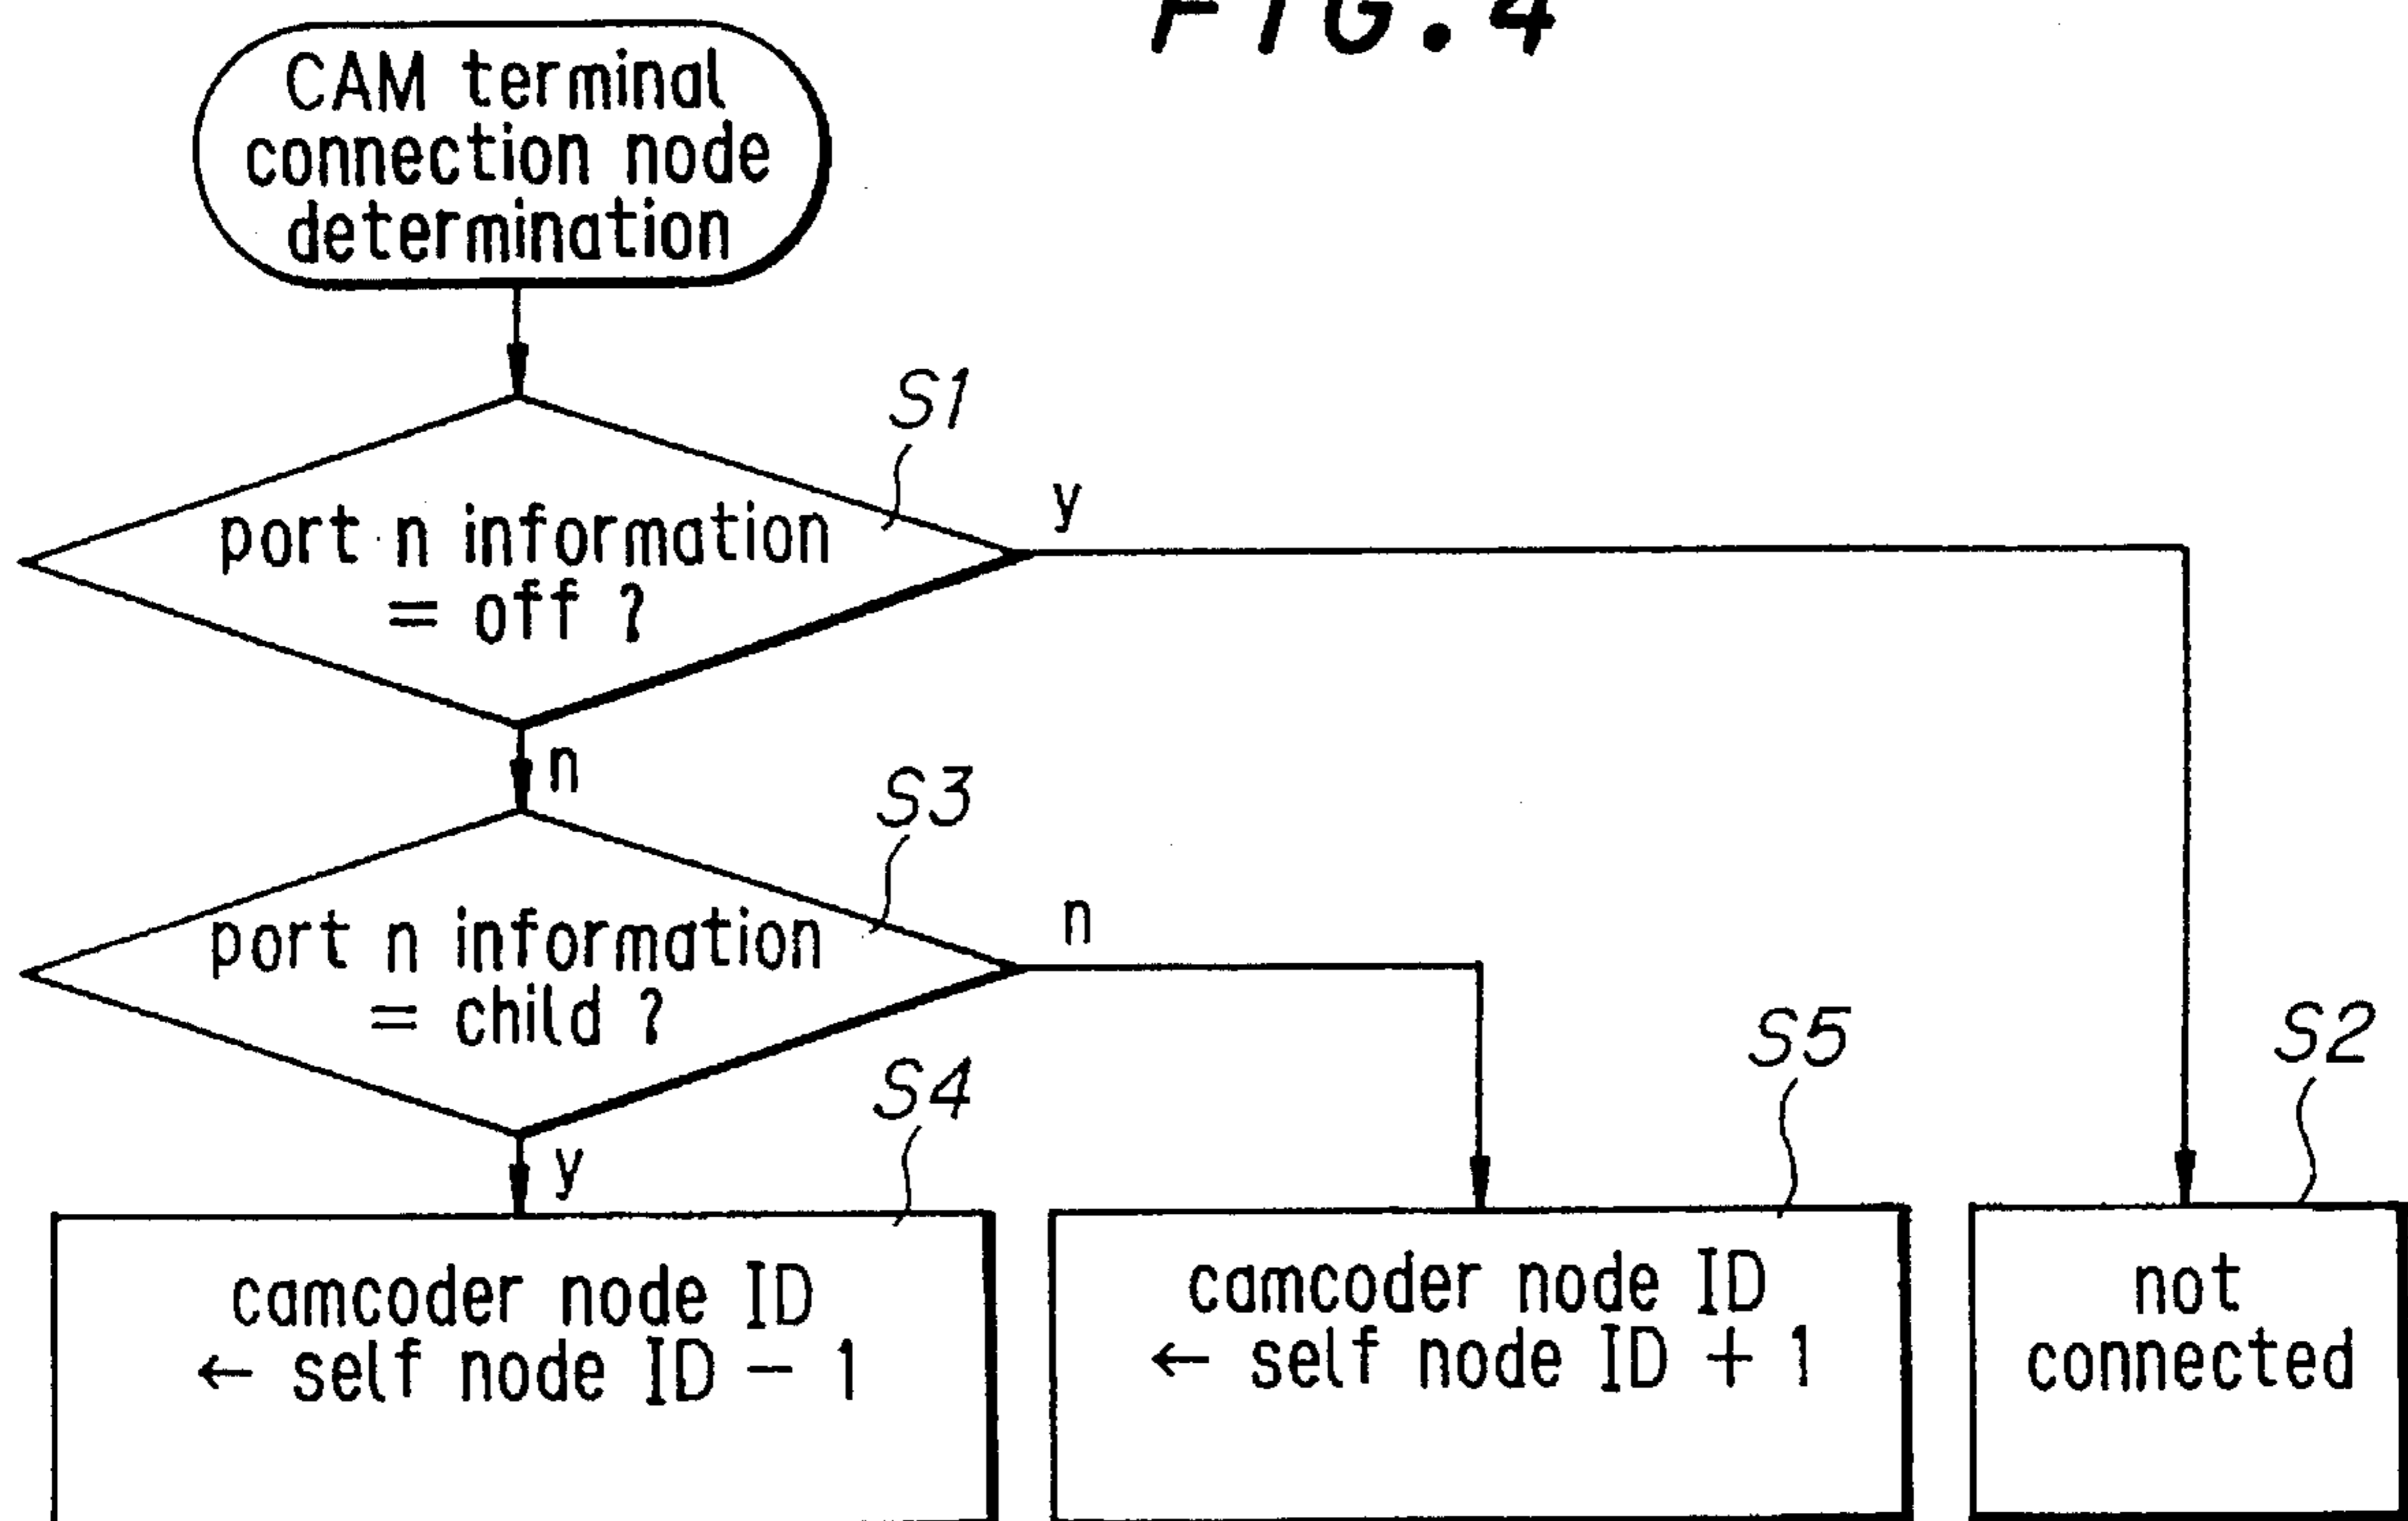 FIG. 4
CAM terminal
connection node
determination
S1
y
port n information
= off ?
n
S3
n
port n information
= child ?
S4
S5
S2
y
camcoder node ID
← self node ID − 1
camcoder node ID
← self node ID + 1
not
connected